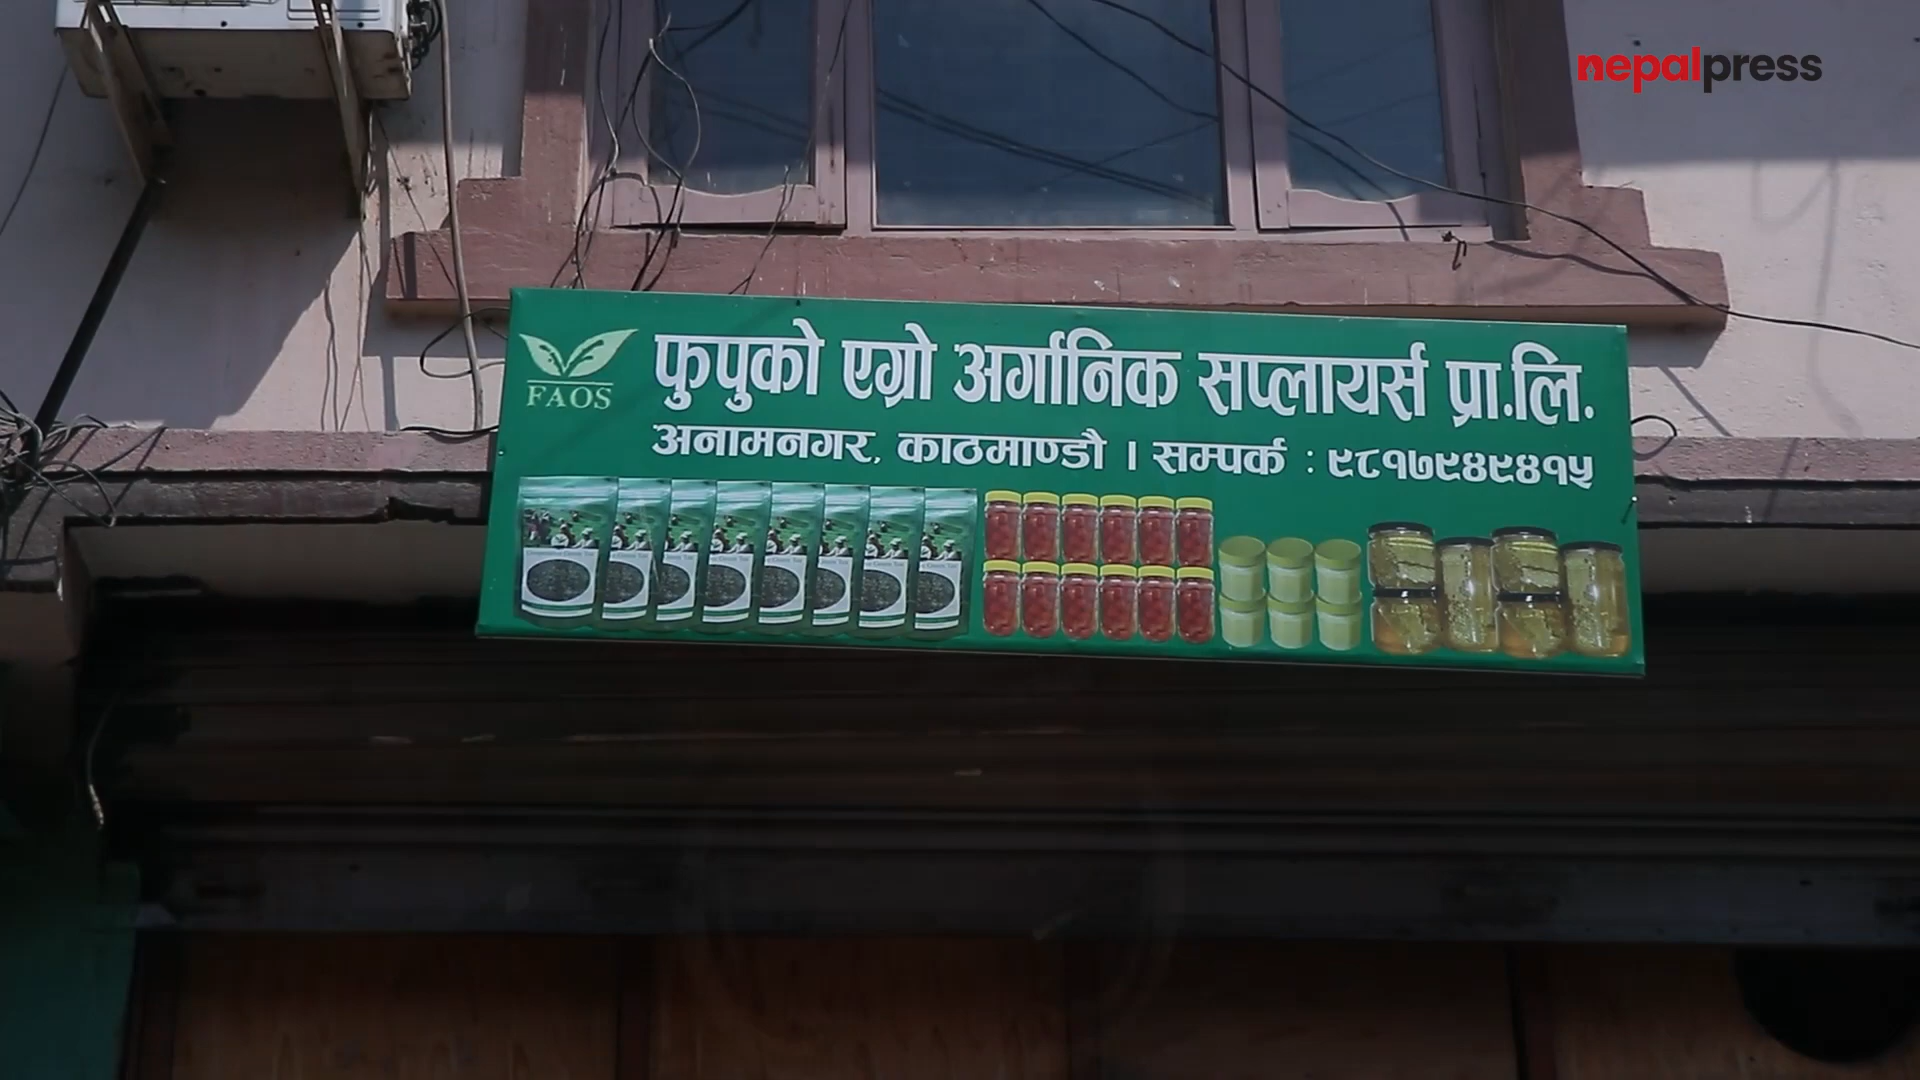 nepalpress
फुपुको एग्रो अर्गानिक सप्लायर्स प्रा.लि.
FAOS
अनामनगर, काठमाण्डौ । सम्पर्क : ९८१७९४९४१५